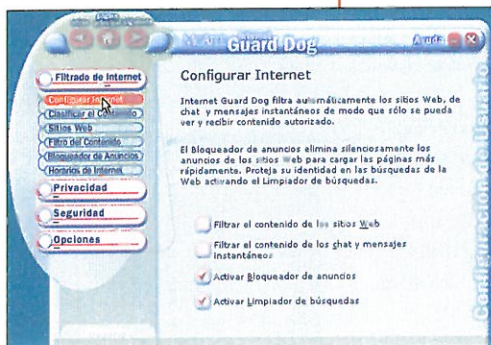 Guard Dog
Ayuda
Filtrado de Internet
Configurar Internet
Clasificar el Contenido
Sitios Web
Filtro del Contenido
Bloqueador de Anuncios
Horarios de Internet
Privacidad
Seguridad
Opciones
Configurar Internet
Internet Guard Dog filtra automáticamente los sitios Web, de
chat y mensajes instantáneos de modo que sólo se pueda
ver y recibir contenido autorizado.
El Bloqueador de anuncios elimina silenciosamente los
anuncios de los sitios Web para cargar las páginas más
rápidamente. Proteja su identidad en las búsquedas de la
Web activando el Limpiador de búsquedas.
Filtrar el contenido de los sitios Web
Filtrar el contenido de los chat y mensajes
instantáneos
Activar Bloqueador de anuncios
Activar Limpiador de búsquedas
Configuración de Usuario